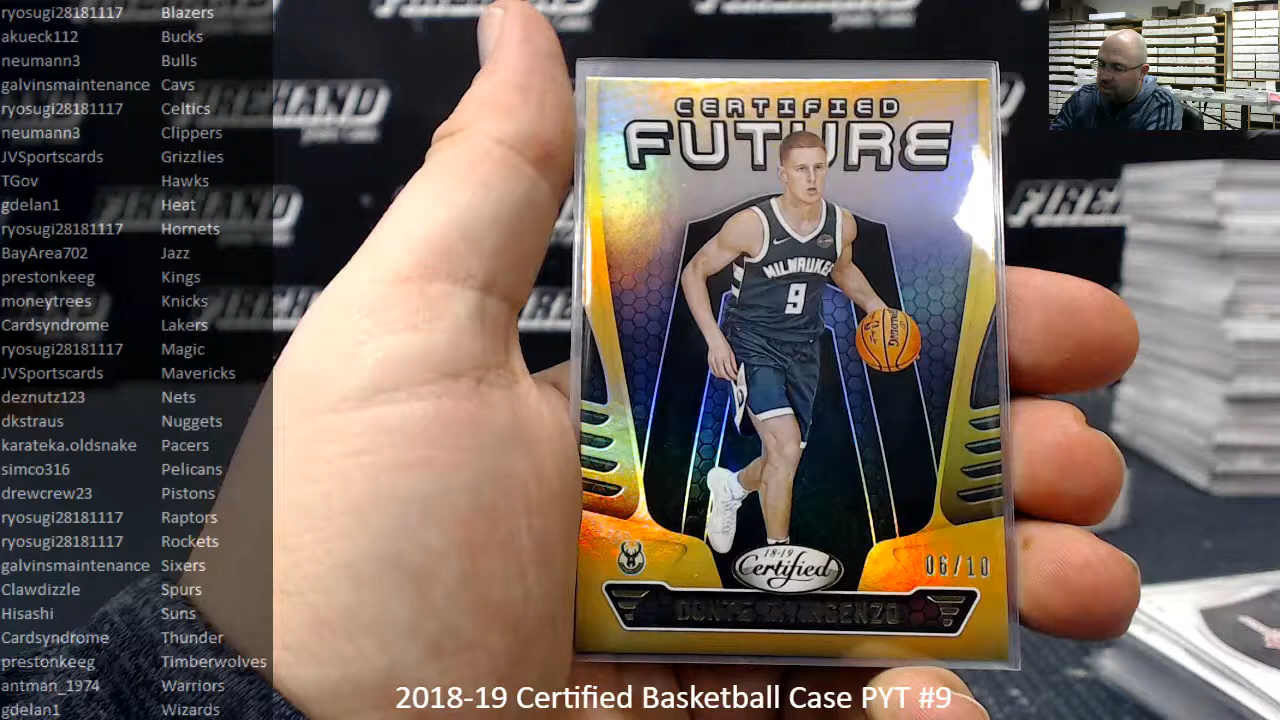 ryosugi28181117 Blazers
akueck112 Bucks
neumann3 Bulls
galvinsmaintenance Cavs
ryosugi28181117 Celtics
neumann3 Clippers
JVSportscards Grizzlies
TGov Hawks
gdelan1 Heat
ryosugi28181117 Hornets
BayArea702 Jazz
prestonkeeg Kings
moneytrees Knicks
Cardsyndrome Lakers
ryosugi28181117 Magic
JVSportscards Mavericks
deznutz123 Nets
dkstraus Nuggets
karateka.oldsnake Pacers
simco316 Pelicans
drewcrew23 Pistons
ryosugi28181117 Raptors
ryosugi28181117 Rockets
galvinsmaintenance Sixers
Clawdizzle Spurs
Hisashi Suns
Cardsyndrome Thunder
prestonkeeg Timberwolves
antman_1974 Warriors
gdelan1 Wizards
FIREHAND
CERTIFIED
FUTURE
MILWAUKEE
9
SPALDING
18-19
Certified
06/10
DONTE DIVINCENZO
2018-19 Certified Basketball Case PYT #9